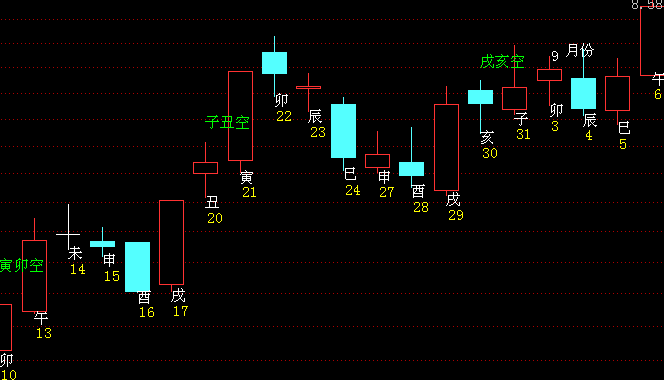 8.58
戌亥空
9 月份
子丑空
寅卯空
卯
10
午
13
未
14
申
15
酉
16
戌
17
丑
20
寅
21
卯
22
辰
23
巳
24
申
27
酉
28
戌
29
亥
30
子
31
卯
3
辰
4
巳
5
午
6